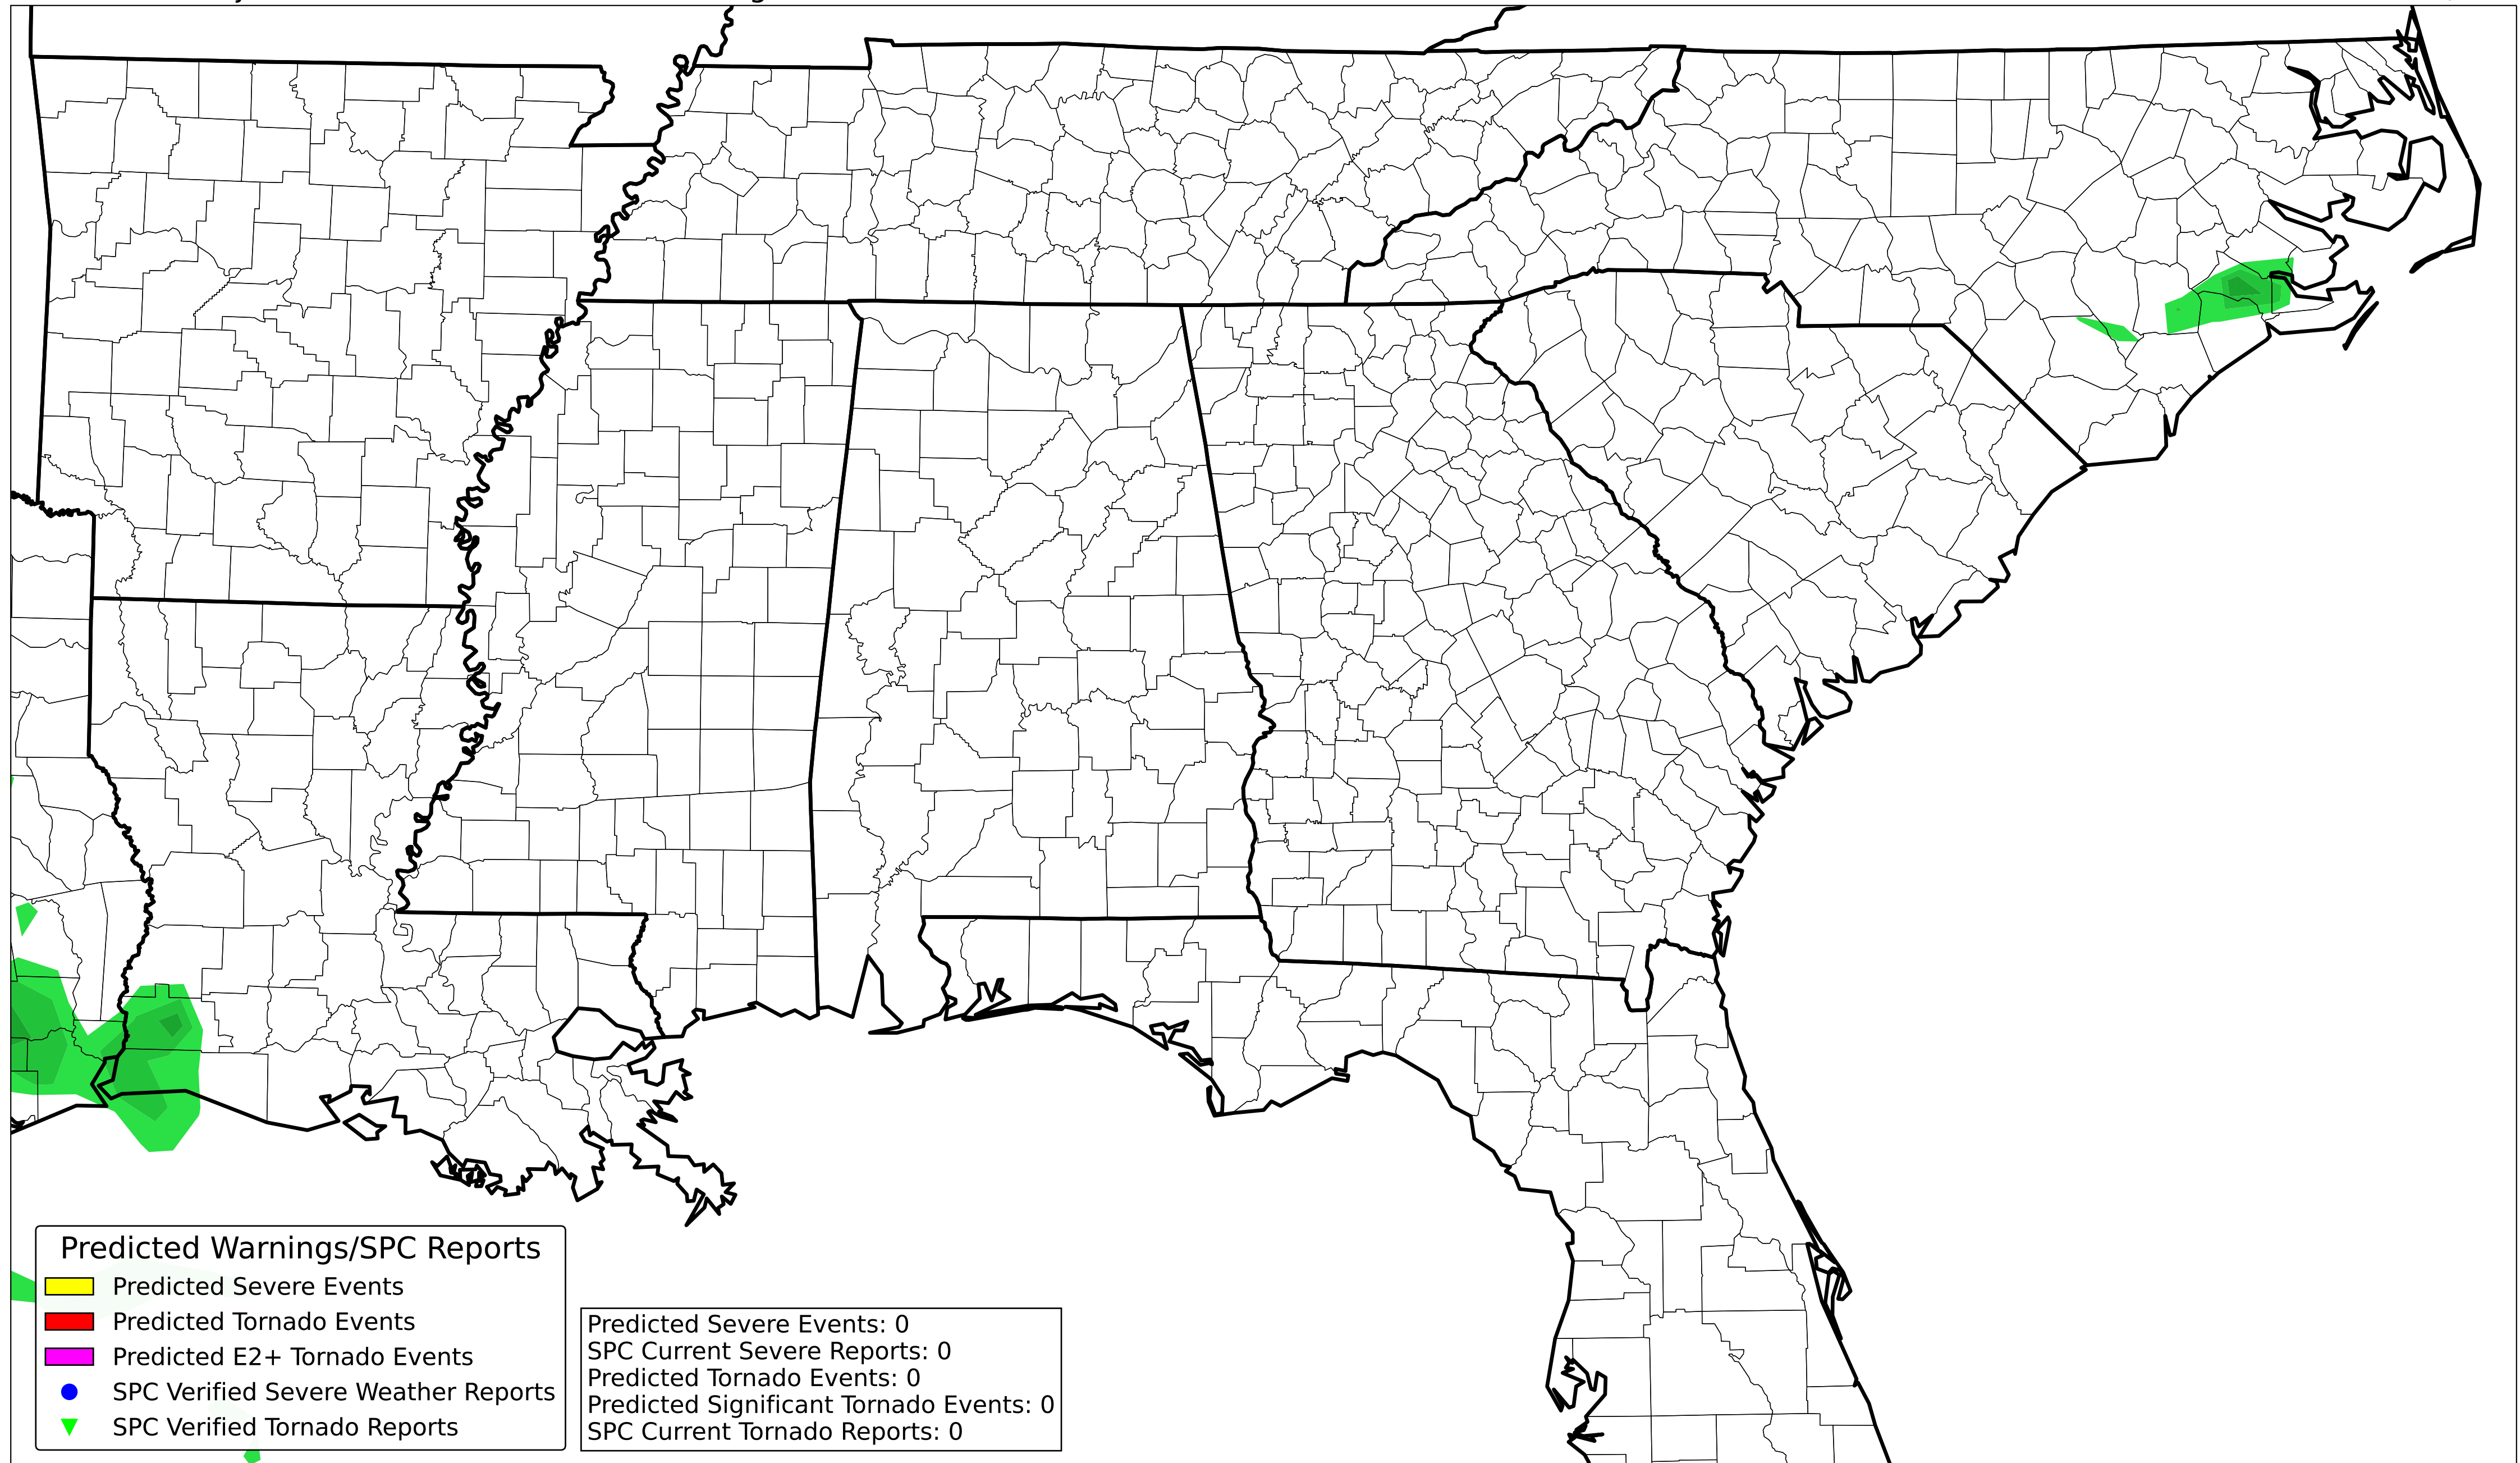 Predicted Warnings/SPC Reports
Predicted Severe Events
Predicted Tornado Events
Predicted E2+ Tornado Events
SPC Verified Severe Weather Reports
SPC Verified Tornado Reports
Predicted Severe Events: 0
SPC Current Severe Reports: 0
Predicted Tornado Events: 0
Predicted Significant Tornado Events: 0
SPC Current Tornado Reports: 0